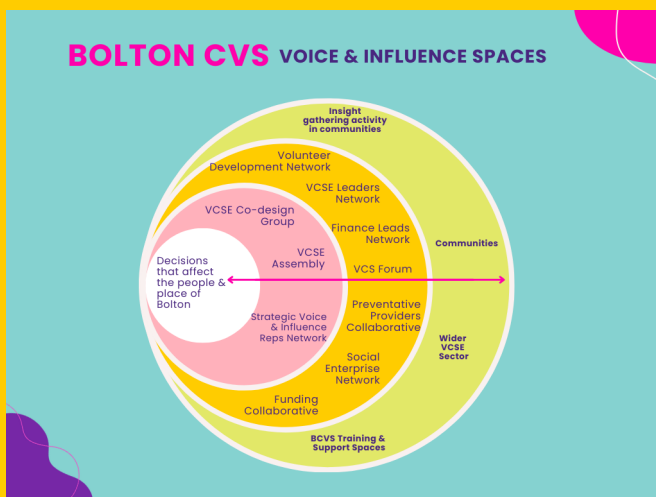 BOLTON CVS VOICE & INFLUENCE SPACES
Insight
gathering activity
in communities
Volunteer
Development Network
VCSE Leaders
Network
VCSE Co-design
Group
Finance Leads
Network
Communities
VCSE
Assembly
VCS Forum
Decisions
that affect
the people &
place of
Bolton
Preventative
Providers
Collaborative
Strategic Voice
& Influence
Reps Network
Wider
VCSE
Sector
Social
Enterprise
Network
Funding
Collaborative
BCVS Training &
Support Spaces